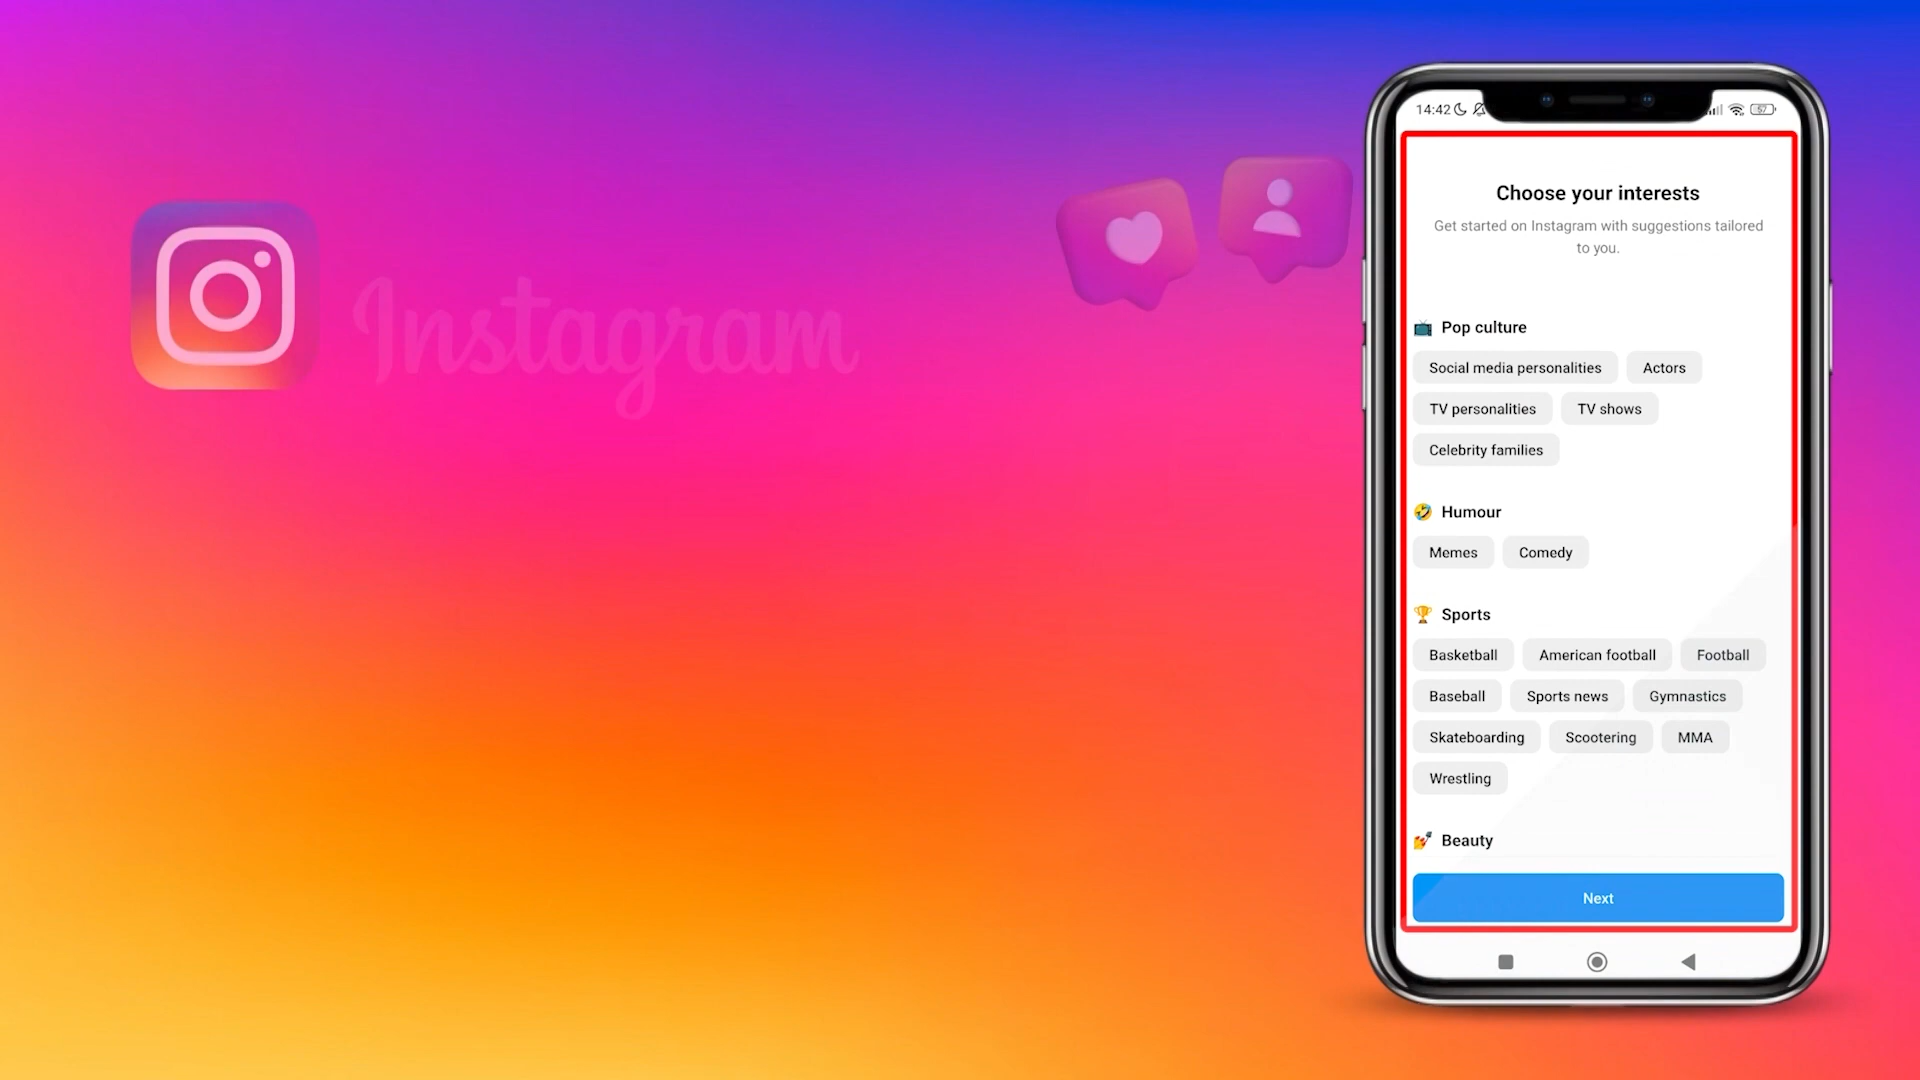 Instagram
14:42
57
Choose your interests
Get started on Instagram with suggestions tailored
to you.
Pop culture
Social media personalities Actors
TV personalities TV shows
Celebrity families
Humour
Memes Comedy
Sports
Basketball American football Football
Baseball Sports news Gymnastics
Skateboarding Scootering MMA
Wrestling
Beauty
Next